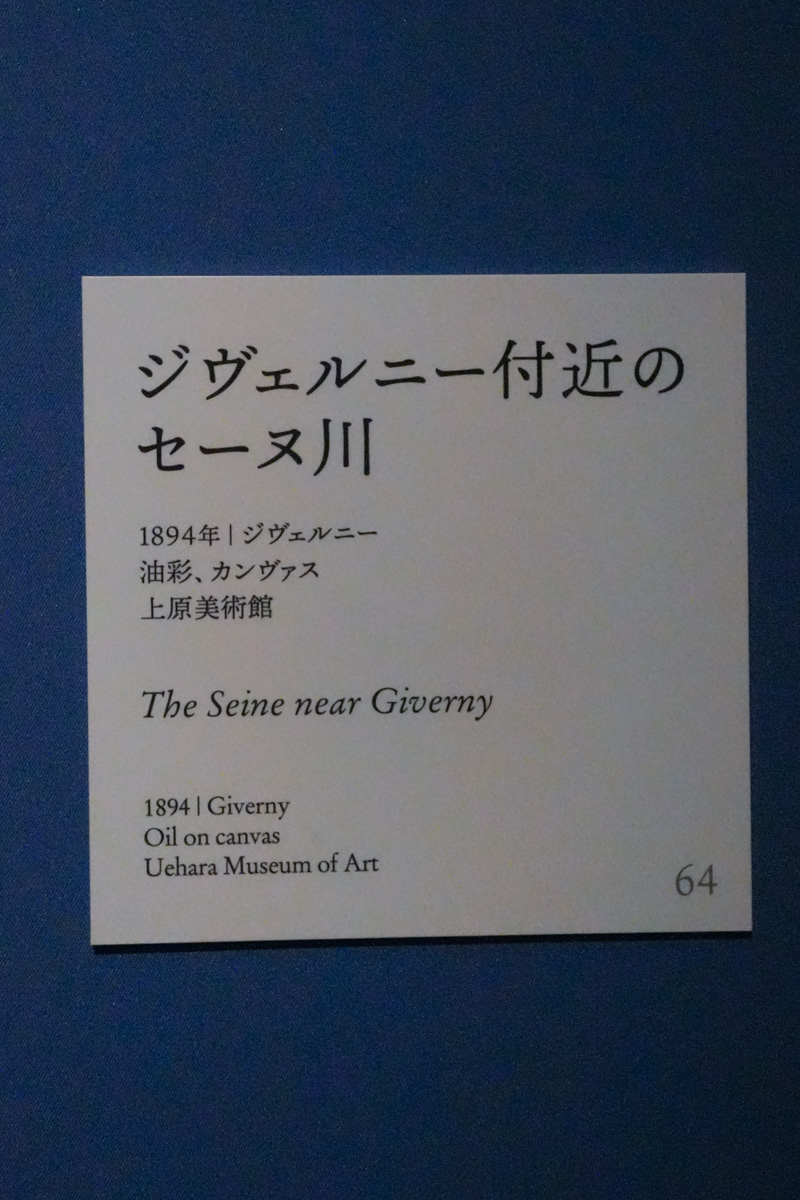 ジヴェルニー付近の
セーヌ川
1894年 | ジヴェルニー
油彩、カンヴァス
上原美術館
The Seine near Giverny
1894 | Giverny
Oil on canvas
Uehara Museum of Art
64